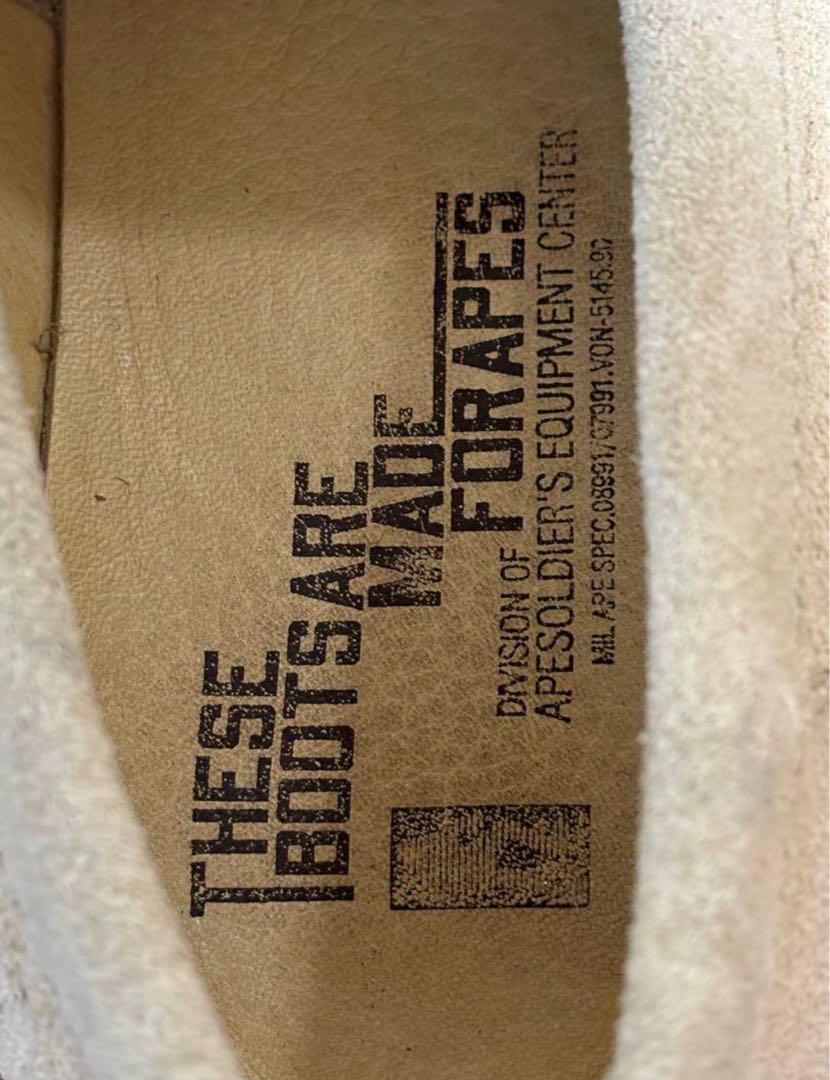 THESE
BOOTS ARE
MADE
FOR APES
DIVISION OF
APESOLDIER'S EQUIPMENT CENTER
MIL APE SPEC.08991/07991.VON-5145.90